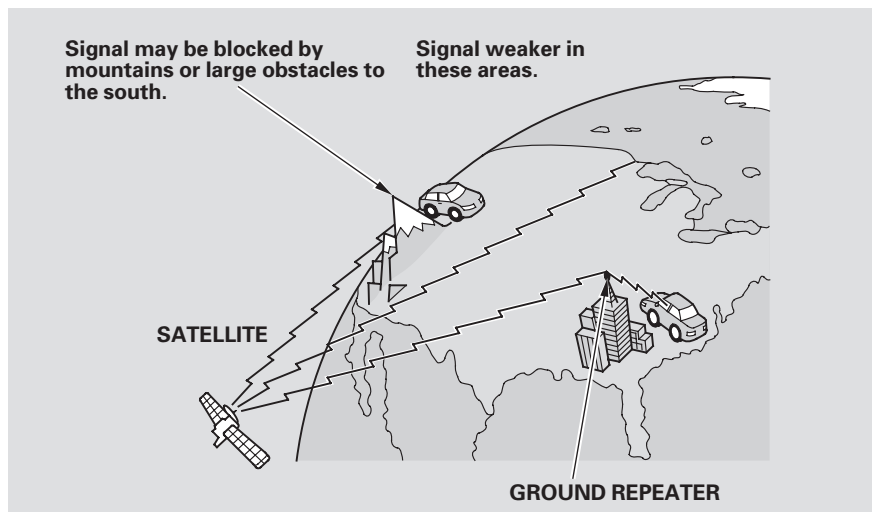 Signal may be blocked by
mountains or large obstacles to
the south.
Signal weaker in
these areas.
SATELLITE
GROUND REPEATER